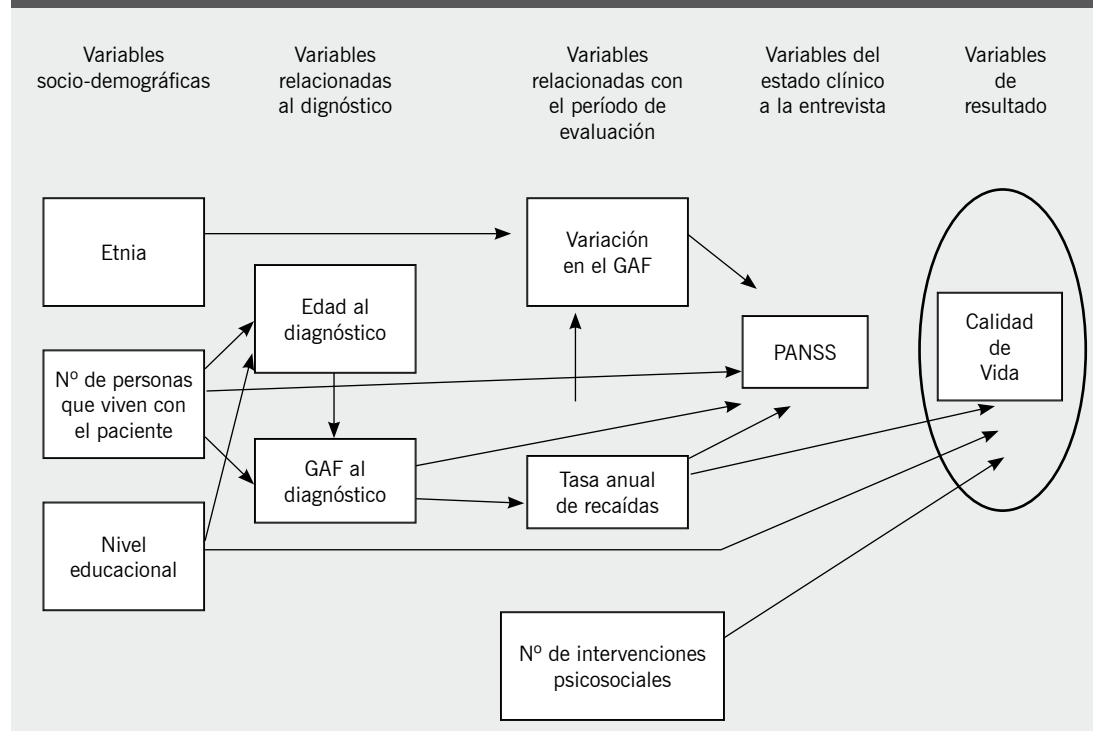 Variables
socio-demográficas
Variables
relacionadas
al dignóstico
Variables
relacionadas con
el período de
evaluación
Variables del
estado clínico
a la entrevista
Variables
de
resultado
Etnia
Variación
en el GAF
Edad al
diagnóstico
Calidad
de
Vida
PANSS
Nº de personas
que viven con
el paciente
GAF al
diagnóstico
Tasa anual
de recaídas
Nivel
educacional
Nº de intervenciones
psicosociales